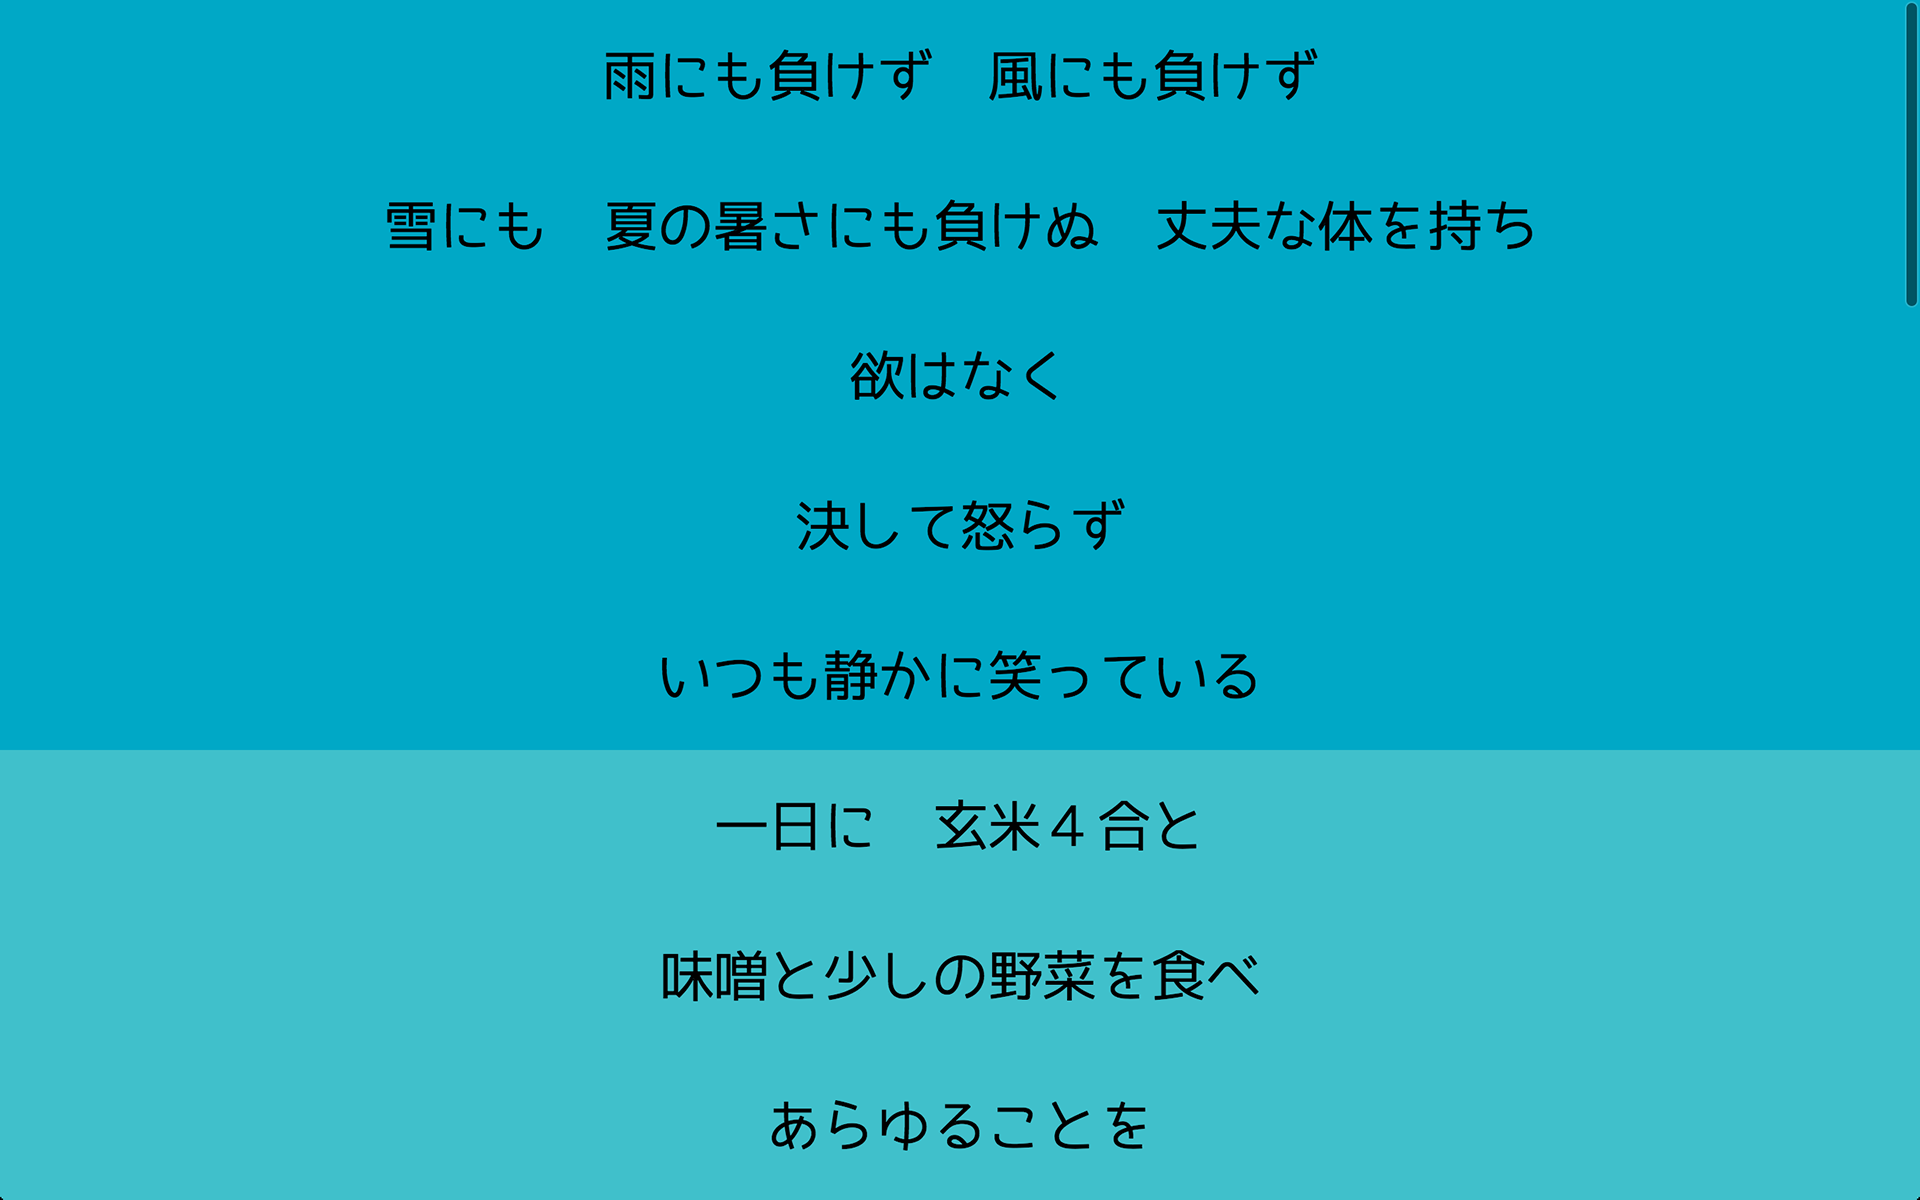 雨にも負けず　風にも負けず
雪にも　夏の暑さにも負けぬ　丈夫な体を持ち
欲はなく
決して怒らず
いつも静かに笑っている
一日に　玄米４合と
味噌と少しの野菜を食べ
あらゆることを